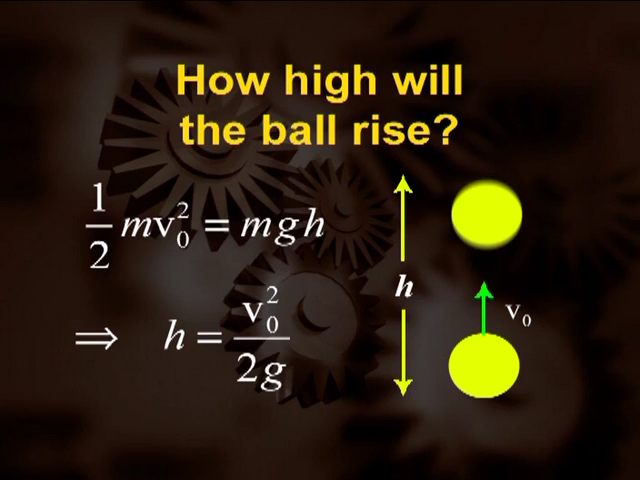 How high will
the ball rise?
1/2 mv₀² = mgh
⇒ h = v₀²/2g
h
v₀